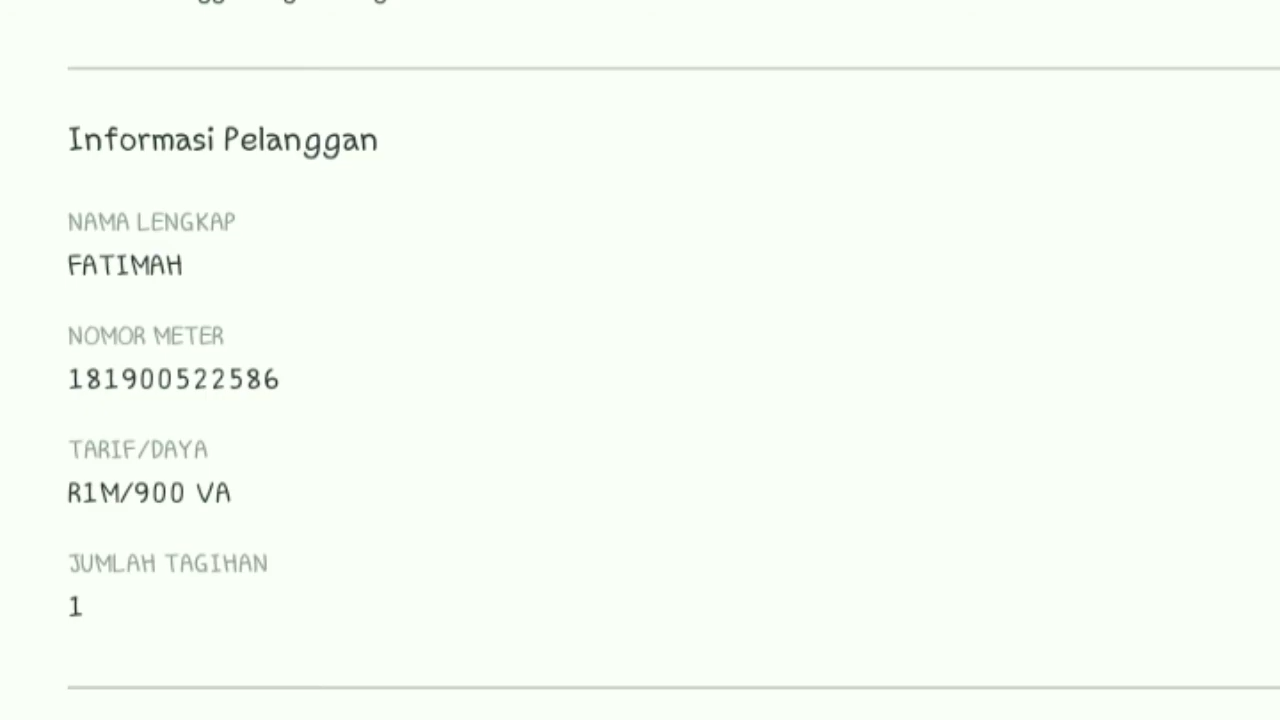 Informasi Pelanggan
NAMA LENGKAP
FATIMAH
NOMOR METER
181900522586
TARIF/DAYA
R1M/900 VA
JUMLAH TAGIHAN
1